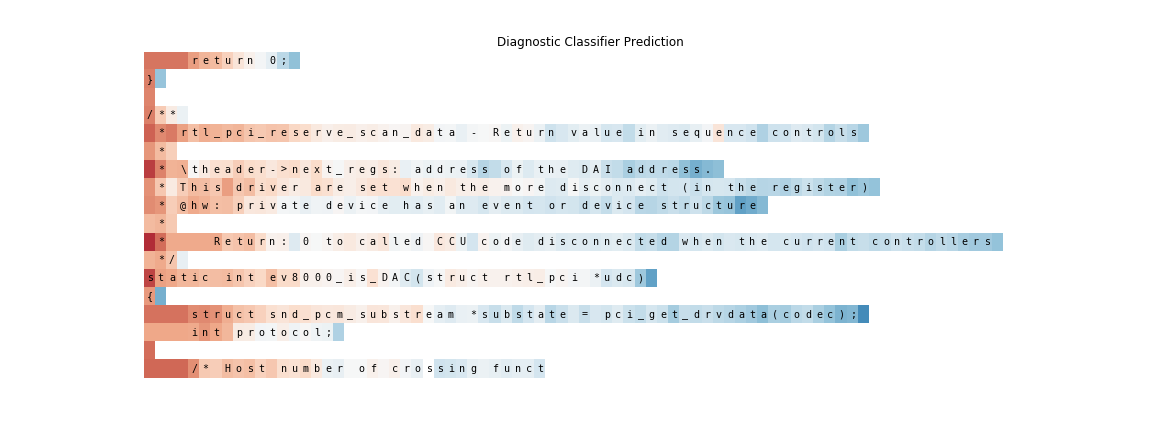 Diagnostic Classifier Prediction
return 0;
}
/**
* rtl_pci_reserve_scan_data - Return value in sequence controls
*
* \theader->next_regs: address of the DAI address.
* This driver are set when the more disconnect (in the register)
* @hw: private device has an event or device structure
*
* Return: 0 to called CCU code disconnected when the current controllers
*/
static int ev8000_is_DAC(struct rtl_pci *udc)
{
struct snd_pcm_substream *substate = pci_get_drvdata(codec);
int protocol;
/* Host number of crossing funct